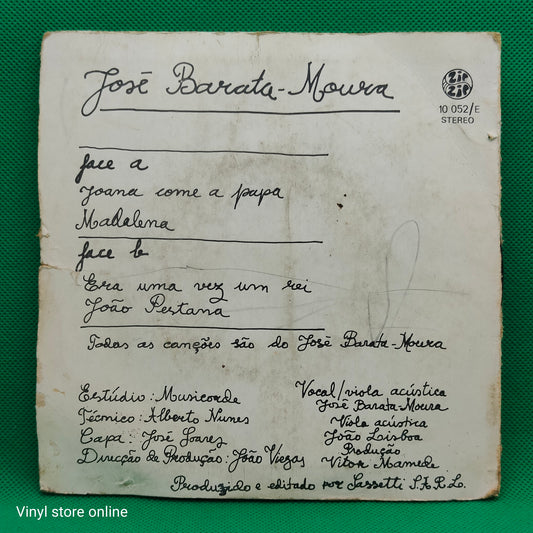 José Barata-Moura
ZIP ZIP
10 052/E
STEREO
face a
Joana come a papa
Madalena
face b
Era uma vez um rei
João Pestana
Todas as canções são do José Barata-Moura
Estúdio: Musicorde
Técnico: Alberto Nunes
Capa: José Soares
Direcção de Produção: João Viegas
Vocal/viola acústica
José Barata-Moura
Viola acústica
João Lisboa
Produção
Vitor Mamede
Produzido e editado por Sassetti S.A.R.L.
Vinyl store online